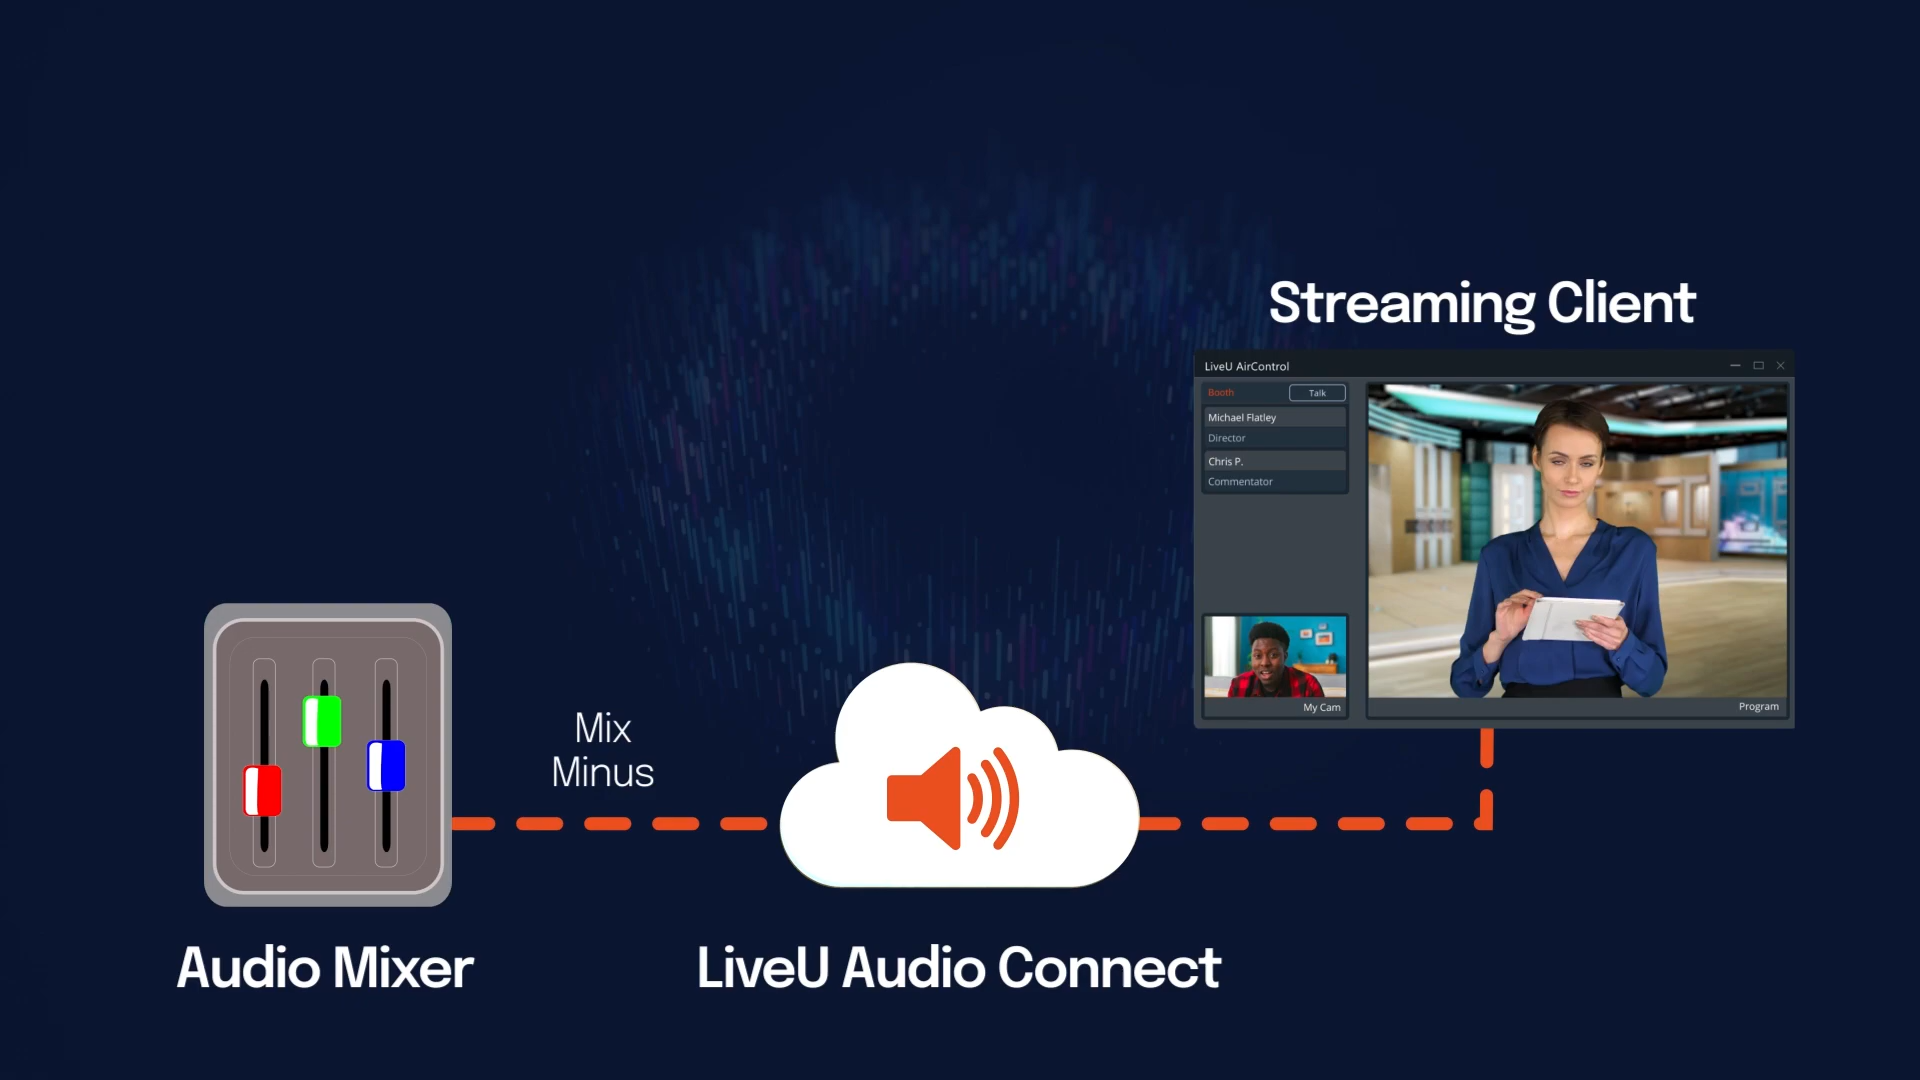 Streaming Client
LiveU AirControl
Booth
Talk
Michael Flatley
Director
Chris P.
Commentator
My Cam
Program
Mix
Minus
Audio Mixer
LiveU Audio Connect